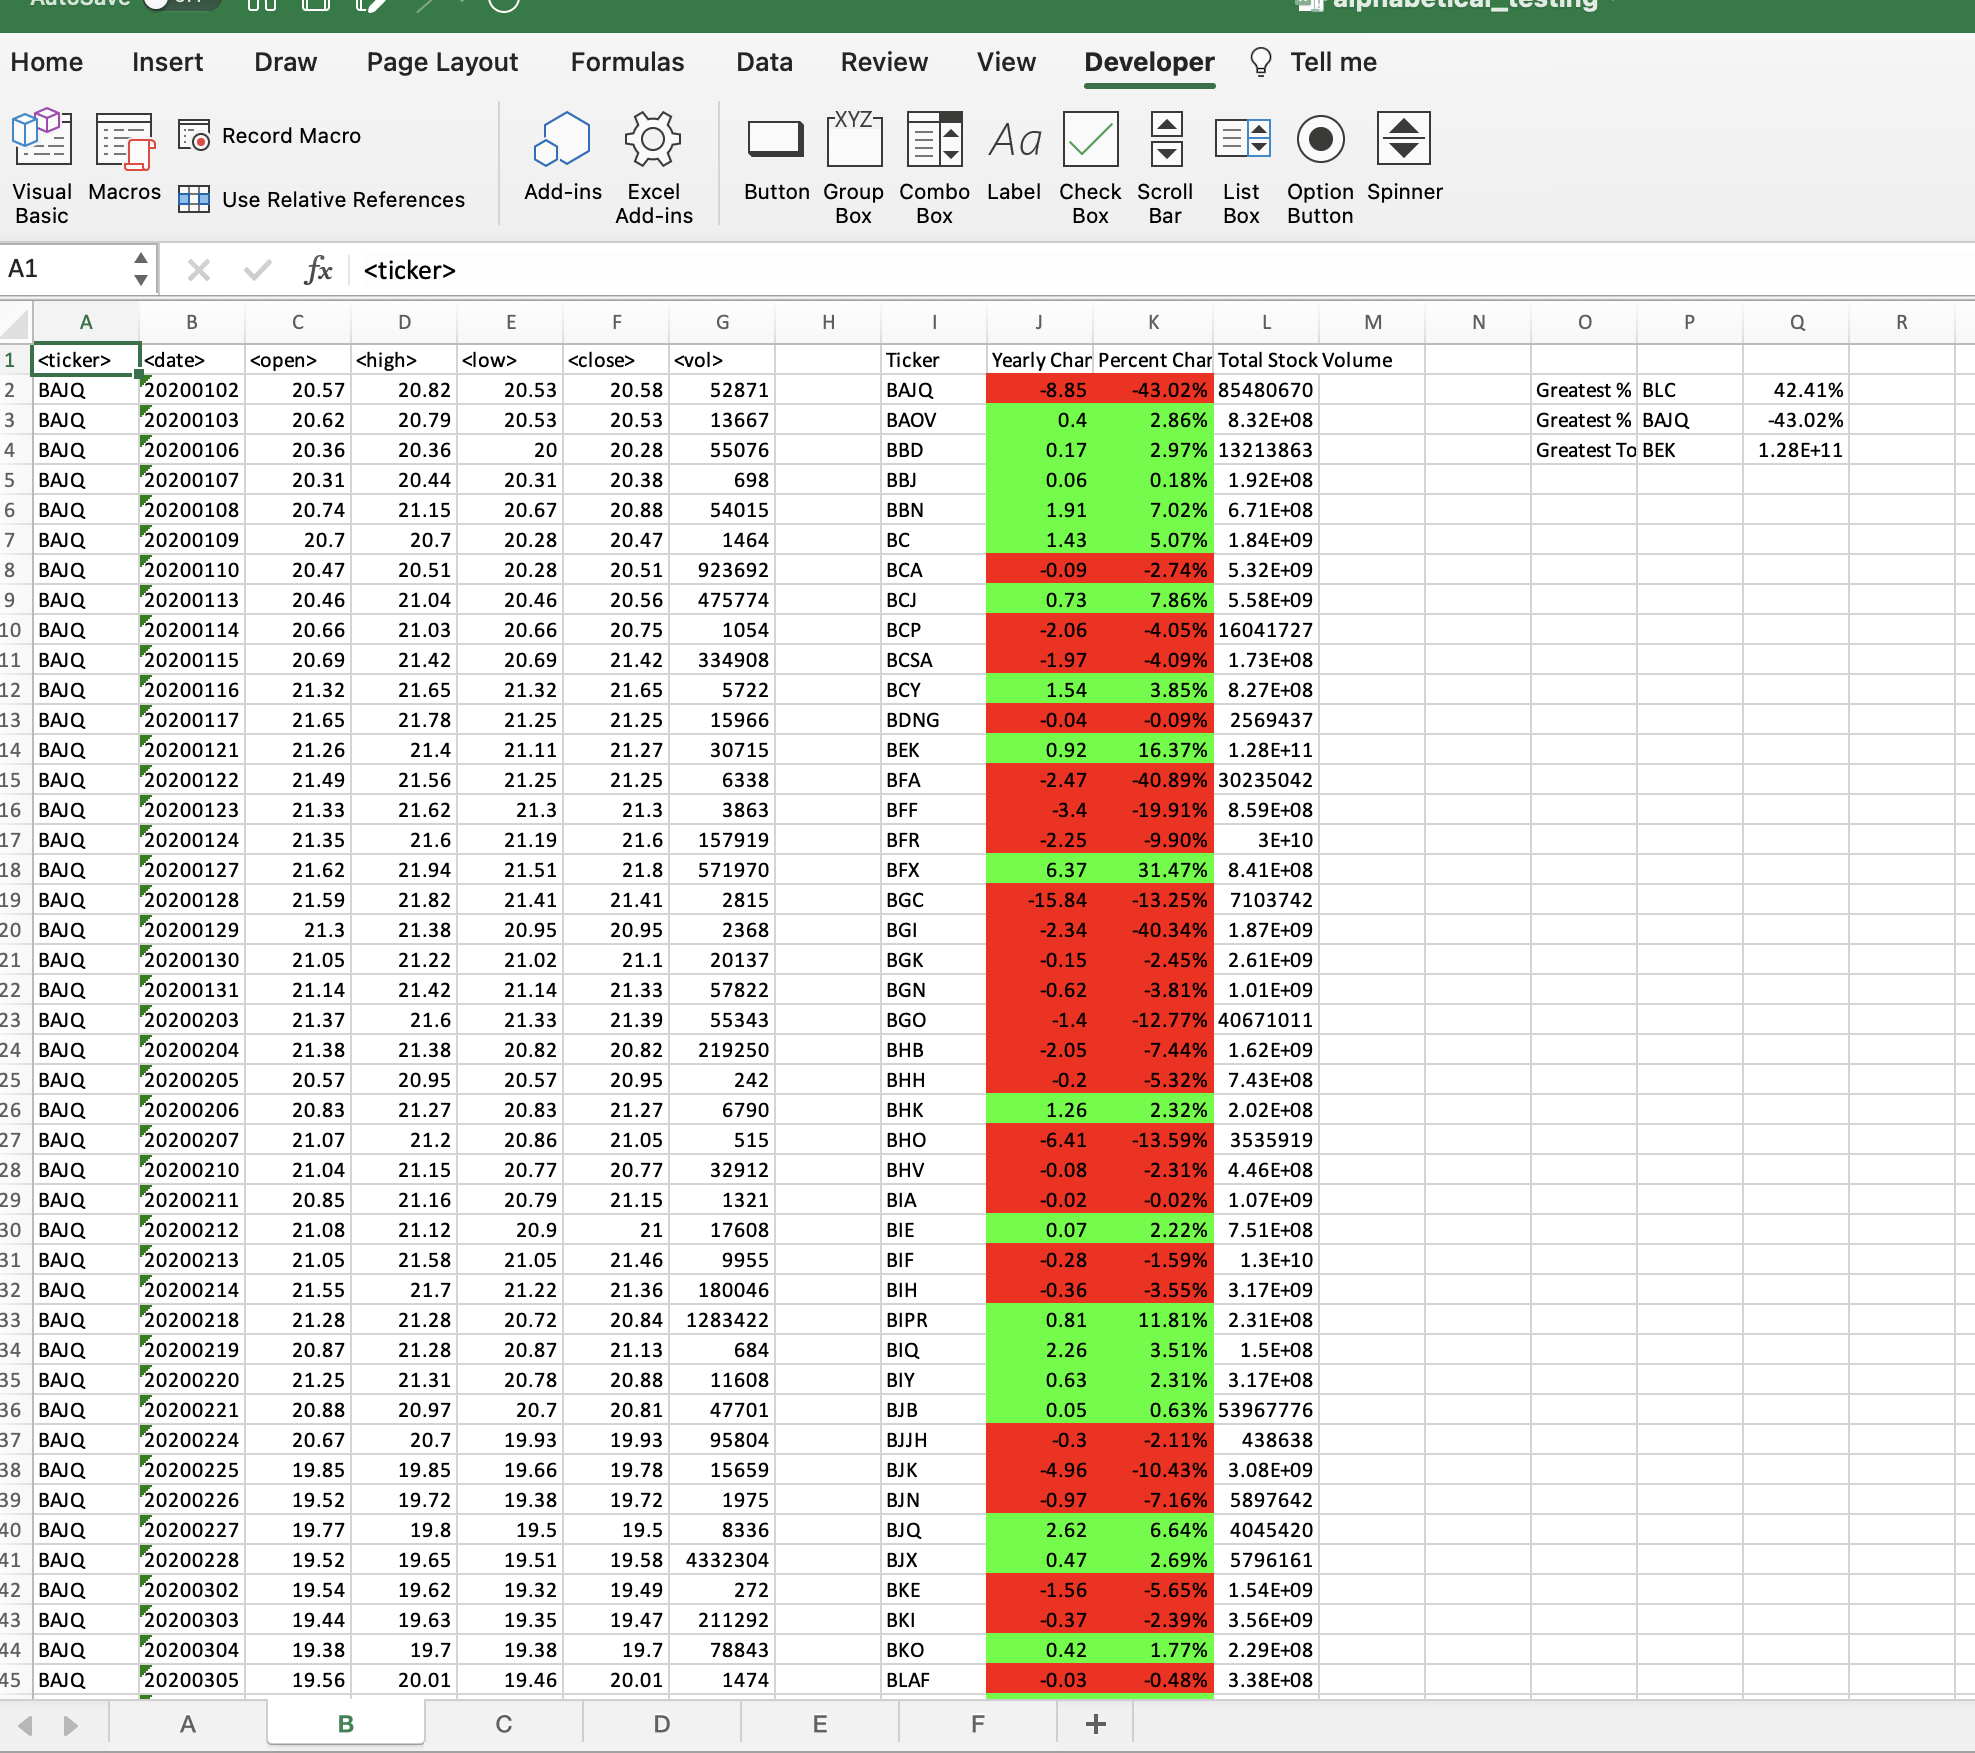 AutoSave OFF alphabetical_testing
Home Insert Draw Page Layout Formulas Data Review View Developer Tell me
Visual Basic Macros Record Macro Use Relative References Add-ins Excel Add-ins Button Group Box XYZ Combo Box Aa Label Check Box Scroll Bar List Box Option Button Spinner
A1 fx <ticker>
A B C D E F G H I J K L M N O P Q R
1 <ticker> <date> <open> <high> <low> <close> <vol> Ticker Yearly Char Percent Char Total Stock Volume
2 BAJQ 20200102 20.57 20.82 20.53 20.58 52871 BAJQ -8.85 -43.02% 85480670 Greatest % BLC 42.41%
3 BAJQ 20200103 20.62 20.79 20.53 20.53 13667 BAOV 0.4 2.86% 8.32E+08 Greatest % BAJQ -43.02%
4 BAJQ 20200106 20.36 20.36 20 20.28 55076 BBD 0.17 2.97% 13213863 Greatest To BEK 1.28E+11
5 BAJQ 20200107 20.31 20.44 20.31 20.38 698 BBJ 0.06 0.18% 1.92E+08
6 BAJQ 20200108 20.74 21.15 20.67 20.88 54015 BBN 1.91 7.02% 6.71E+08
7 BAJQ 20200109 20.7 20.7 20.28 20.47 1464 BC 1.43 5.07% 1.84E+09
8 BAJQ 20200110 20.47 20.51 20.28 20.51 923692 BCA -0.09 -2.74% 5.32E+09
9 BAJQ 20200113 20.46 21.04 20.46 20.56 475774 BCJ 0.73 7.86% 5.58E+09
10 BAJQ 20200114 20.66 21.03 20.66 20.75 1054 BCP -2.06 -4.05% 16041727
11 BAJQ 20200115 20.69 21.42 20.69 21.42 334908 BCSA -1.97 -4.09% 1.73E+08
12 BAJQ 20200116 21.32 21.65 21.32 21.65 5722 BCY 1.54 3.85% 8.27E+08
13 BAJQ 20200117 21.65 21.78 21.25 21.25 15966 BDNG -0.04 -0.09% 2569437
14 BAJQ 20200121 21.26 21.4 21.11 21.27 30715 BEK 0.92 16.37% 1.28E+11
15 BAJQ 20200122 21.49 21.56 21.25 21.25 6338 BFA -2.47 -40.89% 30235042
16 BAJQ 20200123 21.33 21.62 21.3 21.3 3863 BFF -3.4 -19.91% 8.59E+08
17 BAJQ 20200124 21.35 21.6 21.19 21.6 157919 BFR -2.25 -9.90% 3E+10
18 BAJQ 20200127 21.62 21.94 21.51 21.8 571970 BFX 6.37 31.47% 8.41E+08
19 BAJQ 20200128 21.59 21.82 21.41 21.41 2815 BGC -15.84 -13.25% 7103742
20 BAJQ 20200129 21.3 21.38 20.95 20.95 2368 BGI -2.34 -40.34% 1.87E+09
21 BAJQ 20200130 21.05 21.22 21.02 21.1 20137 BGK -0.15 -2.45% 2.61E+09
22 BAJQ 20200131 21.14 21.42 21.14 21.33 57822 BGN -0.62 -3.81% 1.01E+09
23 BAJQ 20200203 21.37 21.6 21.33 21.39 55343 BGO -1.4 -12.77% 40671011
24 BAJQ 20200204 21.38 21.38 20.82 20.82 219250 BHB -2.05 -7.44% 1.62E+09
25 BAJQ 20200205 20.57 20.95 20.57 20.95 242 BHH -0.2 -5.32% 7.43E+08
26 BAJQ 20200206 20.83 21.27 20.83 21.27 6790 BHK 1.26 2.32% 2.02E+08
27 BAJQ 20200207 21.07 21.2 20.86 21.05 515 BHO -6.41 -13.59% 3535919
28 BAJQ 20200210 21.04 21.15 20.77 20.77 32912 BHV -0.08 -2.31% 4.46E+08
29 BAJQ 20200211 20.85 21.16 20.79 21.15 1321 BIA -0.02 -0.02% 1.07E+09
30 BAJQ 20200212 21.08 21.12 20.9 21 17608 BIE 0.07 2.22% 7.51E+08
31 BAJQ 20200213 21.05 21.58 21.05 21.46 9955 BIF -0.28 -1.59% 1.3E+10
32 BAJQ 20200214 21.55 21.7 21.22 21.36 180046 BIH -0.36 -3.55% 3.17E+09
33 BAJQ 20200218 21.28 21.28 20.72 20.84 1283422 BIPR 0.81 11.81% 2.31E+08
34 BAJQ 20200219 20.87 21.28 20.87 21.13 684 BIQ 2.26 3.51% 1.5E+08
35 BAJQ 20200220 21.25 21.31 20.78 20.88 11608 BIY 0.63 2.31% 3.17E+08
36 BAJQ 20200221 20.88 20.97 20.7 20.81 47701 BJB 0.05 0.63% 53967776
37 BAJQ 20200224 20.67 20.7 19.93 19.93 95804 BJJH -0.3 -2.11% 438638
38 BAJQ 20200225 19.85 19.85 19.66 19.78 15659 BJK -4.96 -10.43% 3.08E+09
39 BAJQ 20200226 19.52 19.72 19.38 19.72 1975 BJN -0.97 -7.16% 5897642
40 BAJQ 20200227 19.77 19.8 19.5 19.5 8336 BJQ 2.62 6.64% 4045420
41 BAJQ 20200228 19.52 19.65 19.51 19.58 4332304 BJX 0.47 2.69% 5796161
42 BAJQ 20200302 19.54 19.62 19.32 19.49 272 BKE -1.56 -5.65% 1.54E+09
43 BAJQ 20200303 19.44 19.63 19.35 19.47 211292 BKI -0.37 -2.39% 3.56E+09
44 BAJQ 20200304 19.38 19.7 19.38 19.7 78843 BKO 0.42 1.77% 2.29E+08
45 BAJQ 20200305 19.56 20.01 19.46 20.01 1474 BLAF -0.03 -0.48% 3.38E+08
A B C D E F +